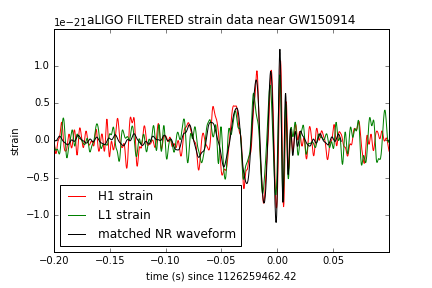 1e−21
aLIGO FILTERED strain data near GW150914
1.0
0.5
0.0
−0.5
−1.0
strain
H1 strain
L1 strain
matched NR waveform
−0.20 −0.15 −0.10 −0.05 0.00 0.05
time (s) since 1126259462.42